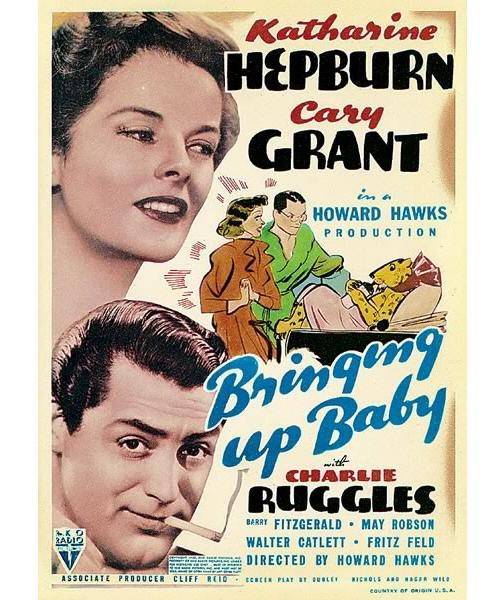 Katharine
HEPBURN
Cary
GRANT
in a
HOWARD HAWKS
PRODUCTION
Bringing
up Baby
with
CHARLIE
RUGGLES
BARRY FITZGERALD • MAY ROBSON
WALTER CATLETT • FRITZ FELD
DIRECTED BY HOWARD HAWKS
RKO
RADIO
ASSOCIATE PRODUCER CLIFF REID • SCREEN PLAY BY DUDLEY NICHOLS AND HAGER WILD
COUNTRY OF ORIGIN U.S.A.